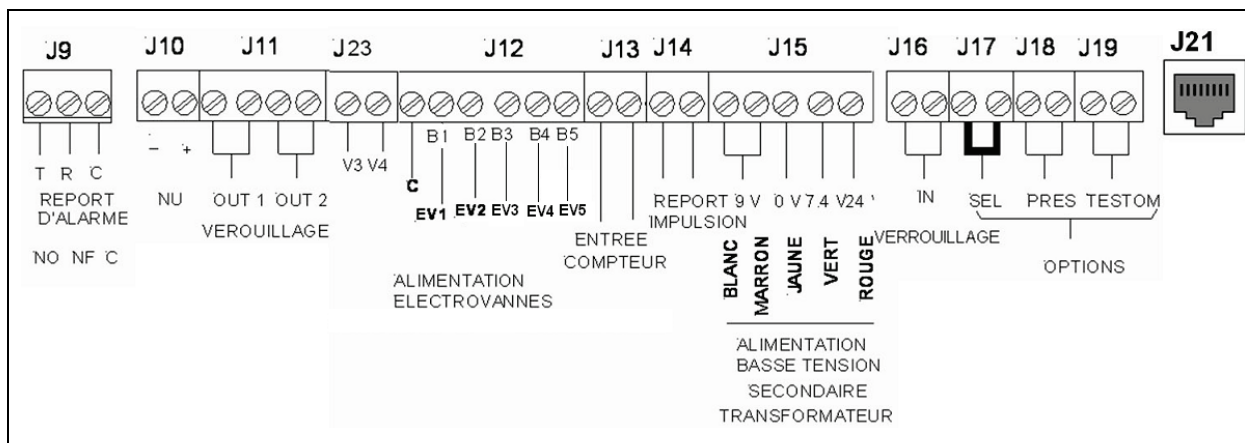 J9 J10 J11 J23 J12 J13 J14 J15 J16 J17 J18 J19 J21
B1 B2 B3 B4 B5
- +
V3 V4
T R C
C
REPORT
D'ALARME
NU
OUT 1 OUT 2
EV1 EV2 EV3 EV4 EV5
REPORT
IMPULSION
9 V 0 V 7.4 V 24
IN
SEL PRES TESTOM
VEROUILLAGE
ENTREE
COMPTEUR
VERROUILLAGE
NO NF C
OPTIONS
ALIMENTATION
ELECTROVANNES
BLANC
MARRON
JAUNE
VERT
ROUGE
ALIMENTATION
BASSE TENSION
SECONDAIRE
TRANSFORMATEUR